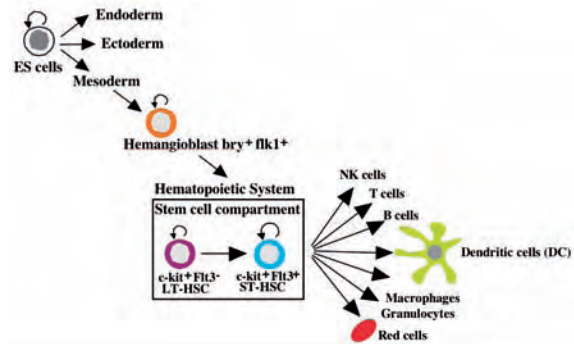 Endoderm
Ectoderm
ES cells
Mesoderm
Hemangioblast bry⁺ flk1⁺
Hematopoietic System
Stem cell compartment
c-kit⁺Flt3⁻
LT-HSC
c-kit⁺Flt3⁺
ST-HSC
NK cells
T cells
B cells
Dendritic cells (DC)
Macrophages
Granulocytes
Red cells